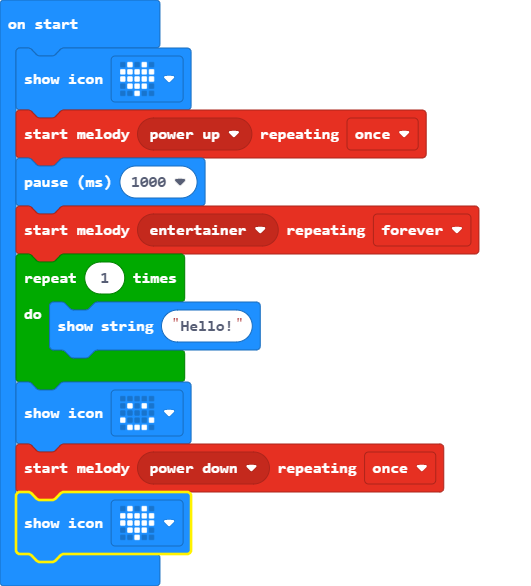 on start
show icon
start melody power up repeating once
pause (ms) 1000
start melody entertainer repeating forever
repeat 1 times
do
show string "Hello!"
show icon
start melody power down repeating once
show icon